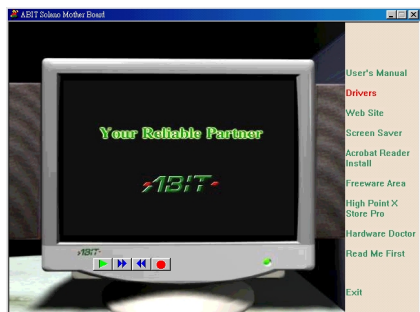 ABIT Solano Mother Board
Your Reliable Partner
ABIT
ABIT
User's Manual
Drivers
Web Site
Screen Saver
Acrobat Reader
Install
Freeware Area
High Point X
Store Pro
Hardware Doctor
Read Me First
Exit